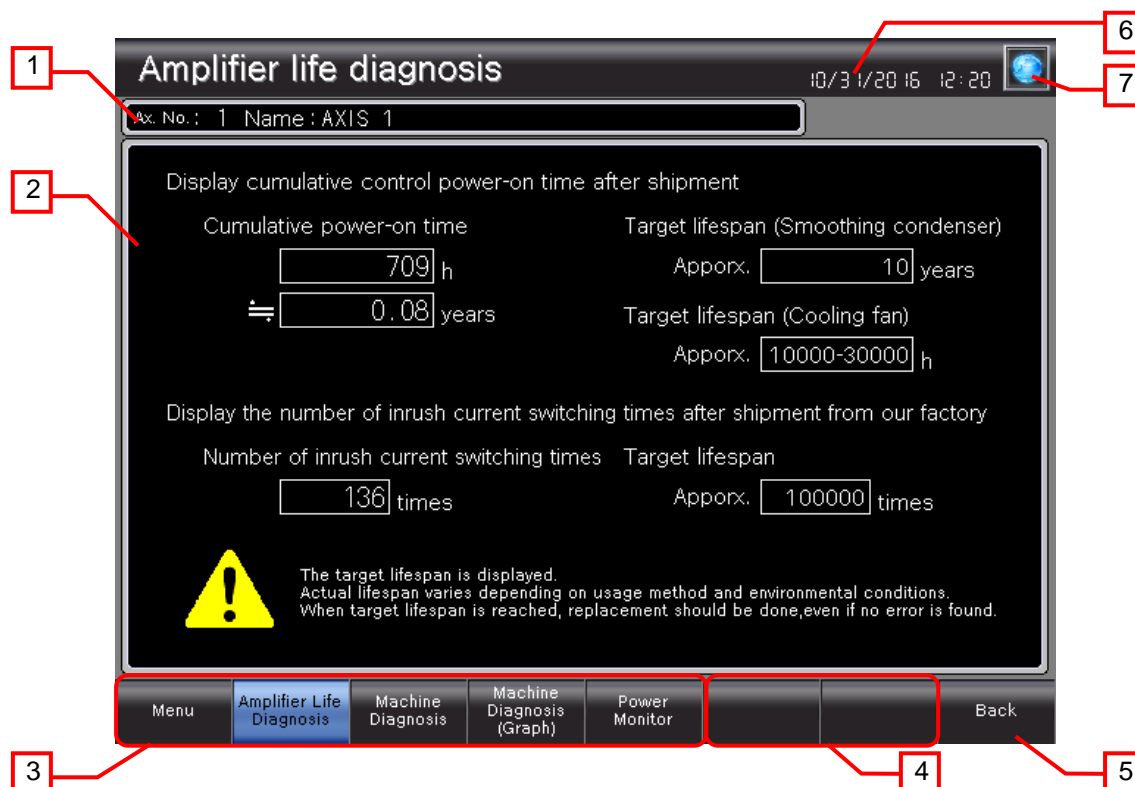 6
Amplifier life diagnosis
10/31/2016 12:20
1
7
Ax. No.: 1 Name:AXIS 1
Display cumulative control power-on time after shipment
2
Cumulative power-on time
Target lifespan (Smoothing condenser)
709 h
Apporx. 10 years
≒ 0.08 years
Target lifespan (Cooling fan)
Apporx. 10000-30000 h
Display the number of inrush current switching times after shipment from our factory
Number of inrush current switching times
Target lifespan
136 times
Apporx. 100000 times
The target lifespan is displayed.
Actual lifespan varies depending on usage method and environmental conditions.
When target lifespan is reached, replacement should be done,even if no error is found.
Menu
Amplifier Life
Diagnosis
Machine
Diagnosis
Machine
Diagnosis
(Graph)
Power
Monitor
Back
3
4
5